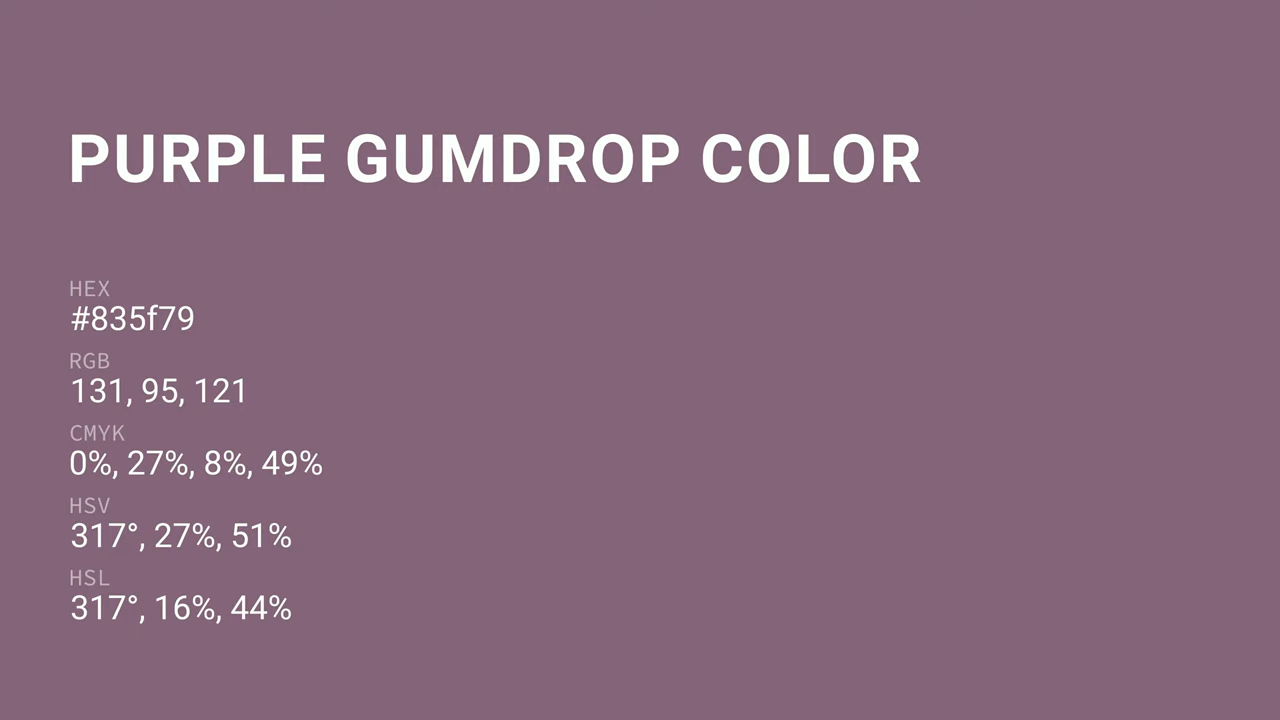 PURPLE GUMDROP COLOR
HEX
#835f79
RGB
131, 95, 121
CMYK
0%, 27%, 8%, 49%
HSV
317°, 27%, 51%
HSL
317°, 16%, 44%